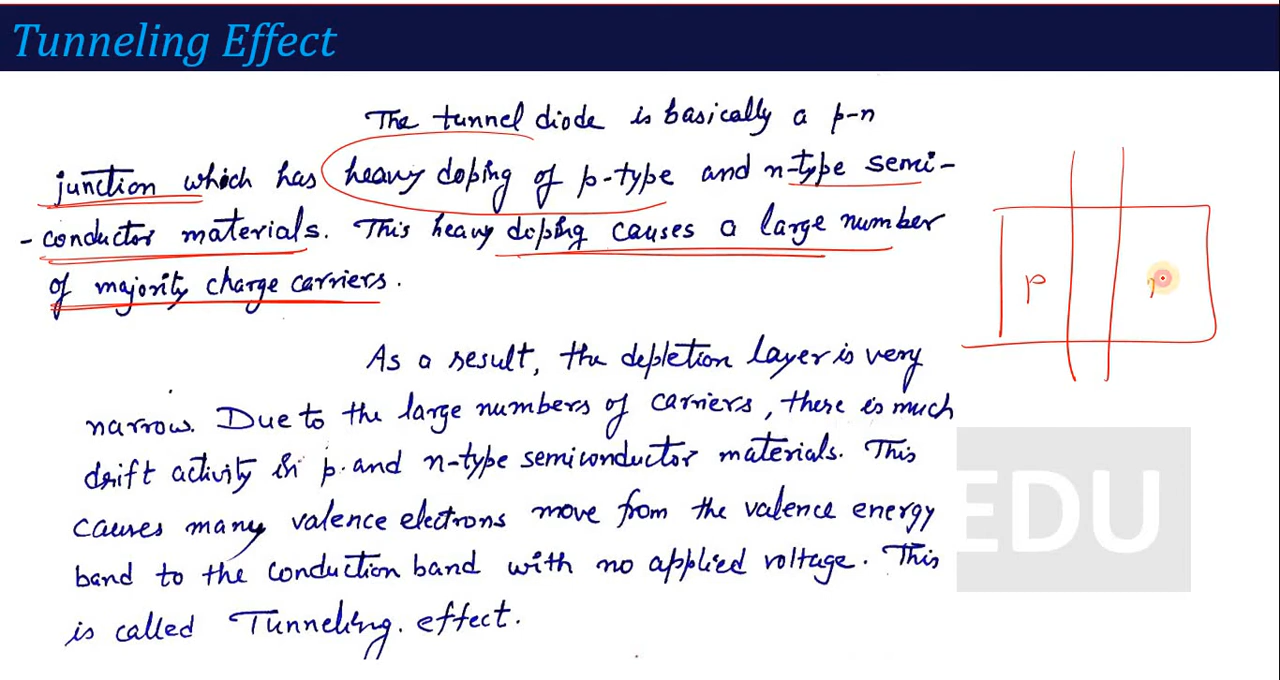 Tunneling Effect
The tunnel diode is basically a p-n
junction which has heavy doping of p-type and n-type semi-
-conductor materials. This heavy doping causes a large number
of majority charge carriers.
p
As a result, the depletion layer is very
narrow. Due to the large numbers of carriers, there is much
drift activity in p. and n-type semiconductor materials. This
causes many valence electrons move from the valence energy
band to the conduction band with no applied voltage. This
is called Tunneling. effect.
EDU